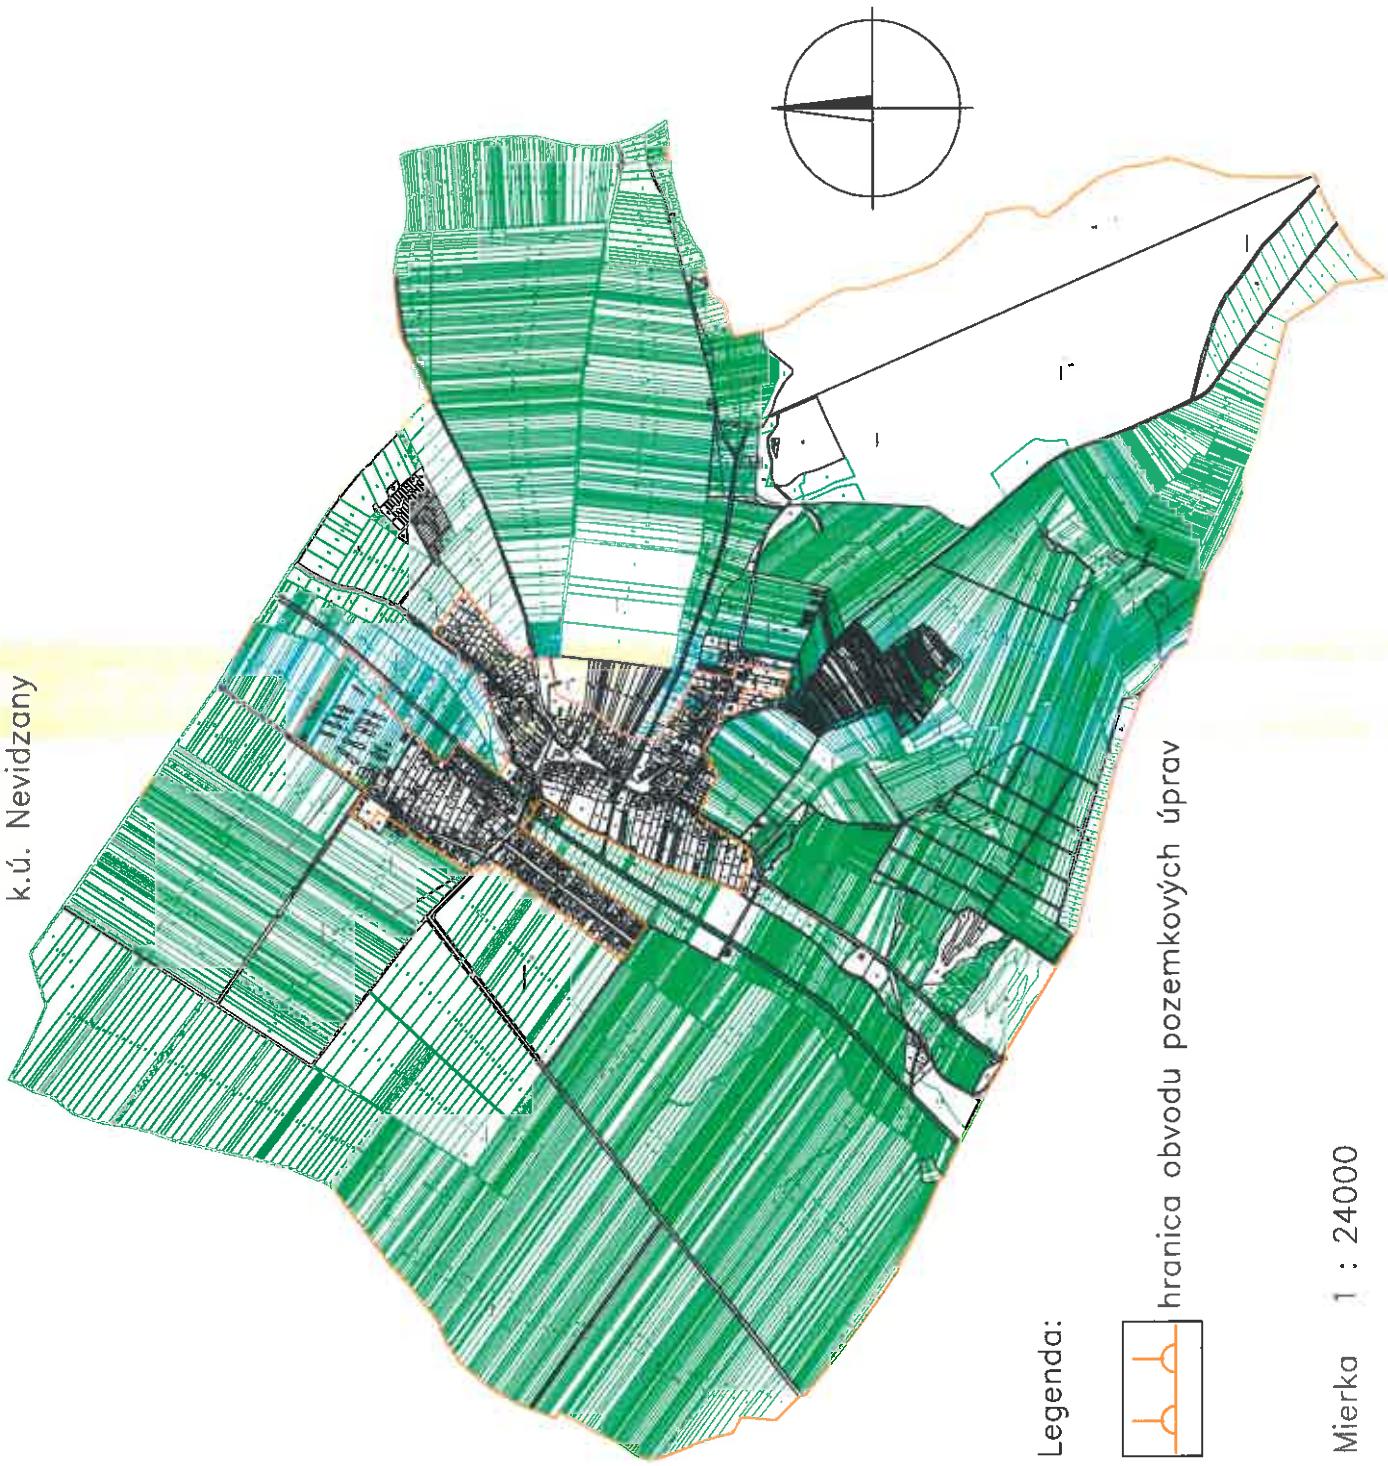 k.ú. Nevidzany
Legenda:
hranica obvodu pozemkových úprav
Mierka 1 : 24000